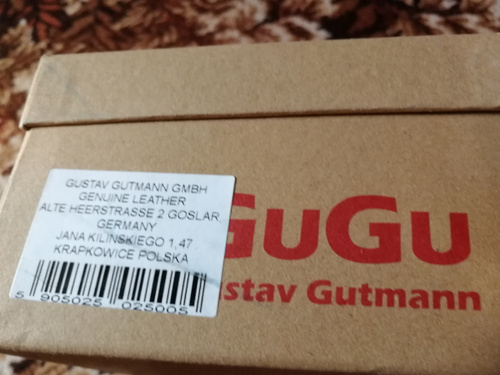 GUSTAV GUTMANN GMBH
GENUINE LEATHER
ALTE HEERSTRASSE 2 GOSLAR
GERMANY
JANA KILIŃSKIEGO 1,47
KRAPKOWICE POLSKA
5 905025 025005
GuGu
stav Gutmann